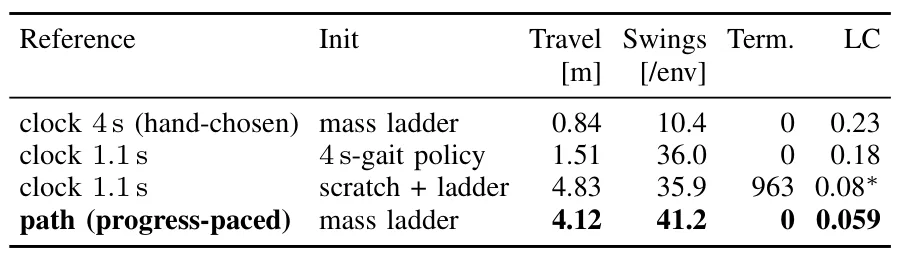 Reference Init Travel Swings Term. LC
[m] [/env]
clock 4 s (hand-chosen) mass ladder 0.84 10.4 0 0.23
clock 1.1 s 4 s-gait policy 1.51 36.0 0 0.18
clock 1.1 s scratch + ladder 4.83 35.9 963 0.08*
path (progress-paced) mass ladder 4.12 41.2 0 0.059